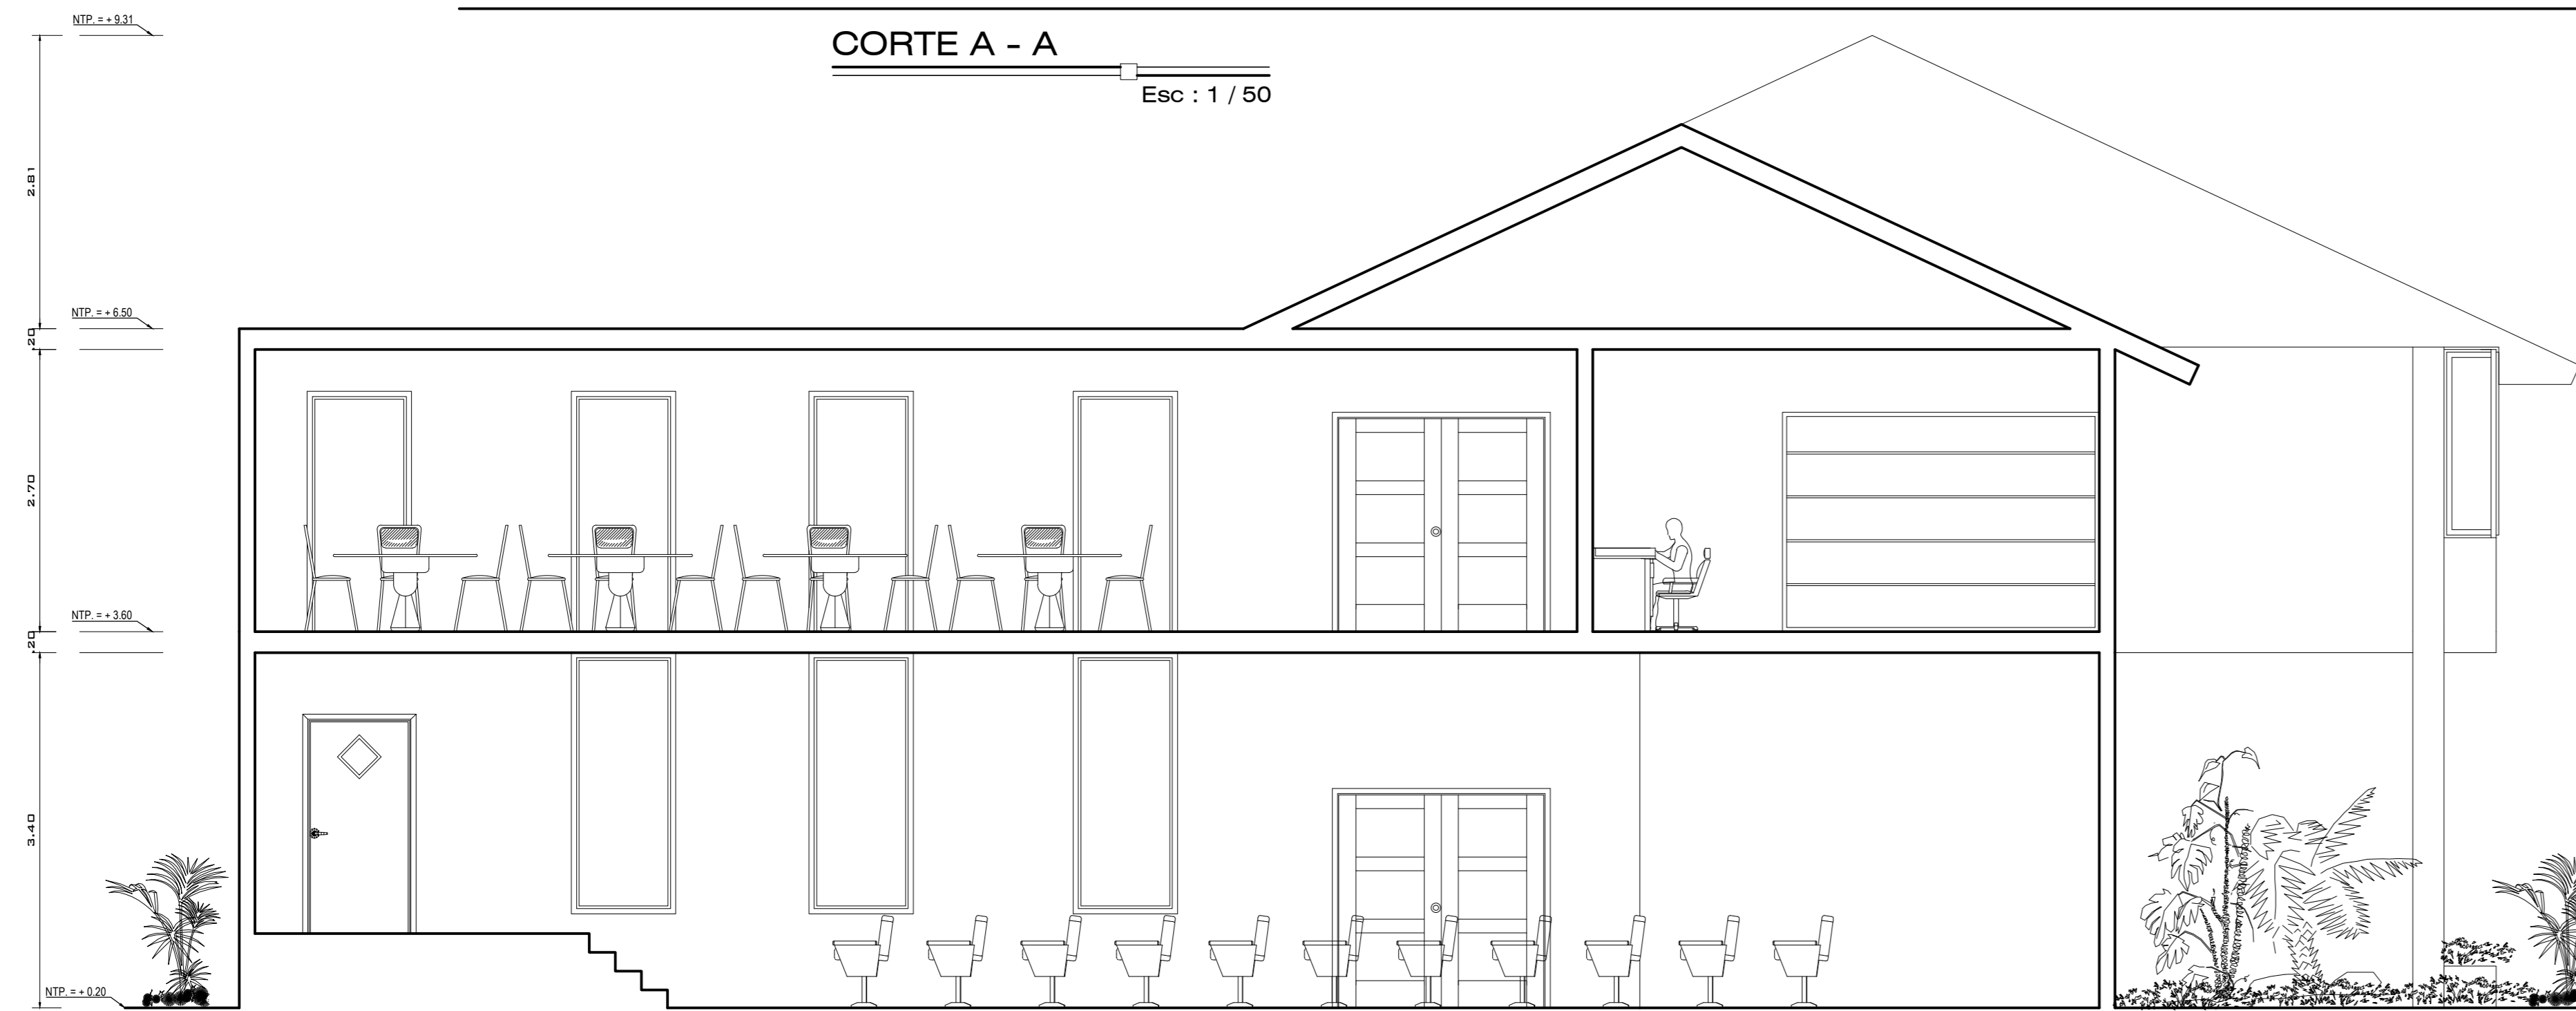 NTP. = + 9.31
CORTE A - A
Esc : 1 / 50
2.81
NTP. = + 6.50
.20
2.70
NTP. = + 3.60
.20
3.40
NTP. = + 0.20